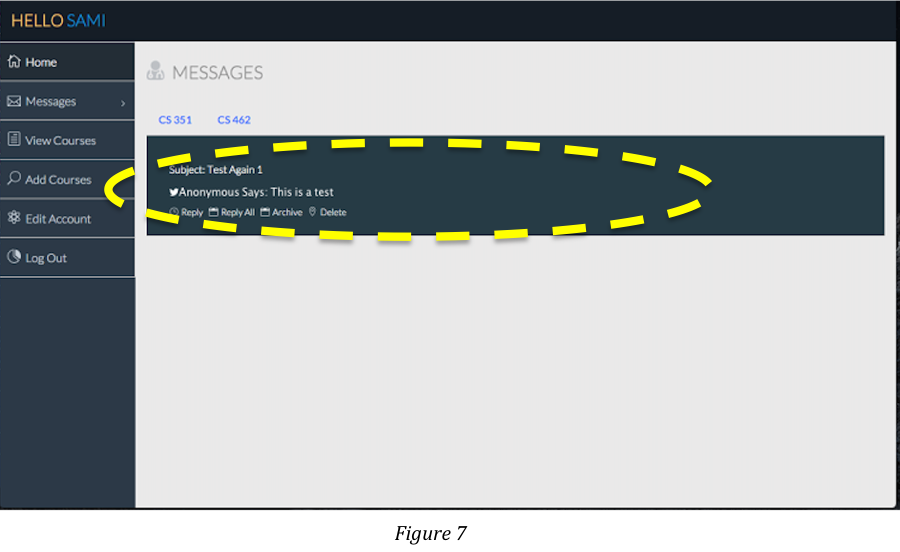 HELLO SAMI
Home
Messages
View Courses
Add Courses
Edit Account
Log Out
MESSAGES
CS 351 CS 462
Subject: Test Again 1
Anonymous Says: This is a test
Reply Reply All Archive Delete
Figure 7